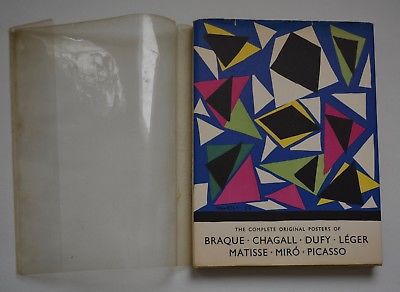 THE COMPLETE ORIGINAL POSTERS OF
BRAQUE · CHAGALL · DUFY · LÉGER
MATISSE · MIRÓ · PICASSO